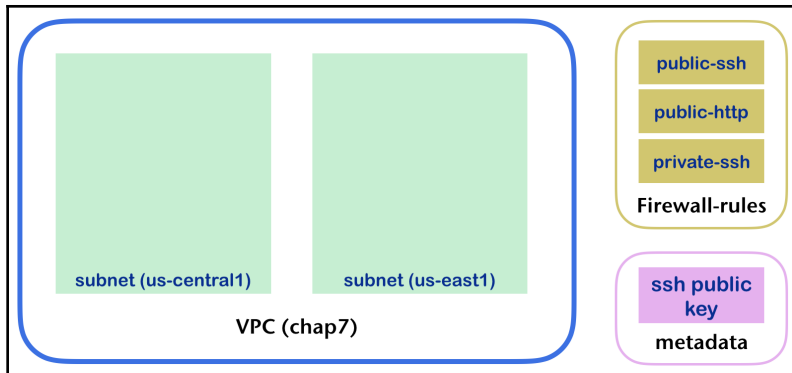 subnet (us-central1)
subnet (us-east1)
VPC (chap7)
public-ssh
public-http
private-ssh
Firewall-rules
ssh public
key
metadata